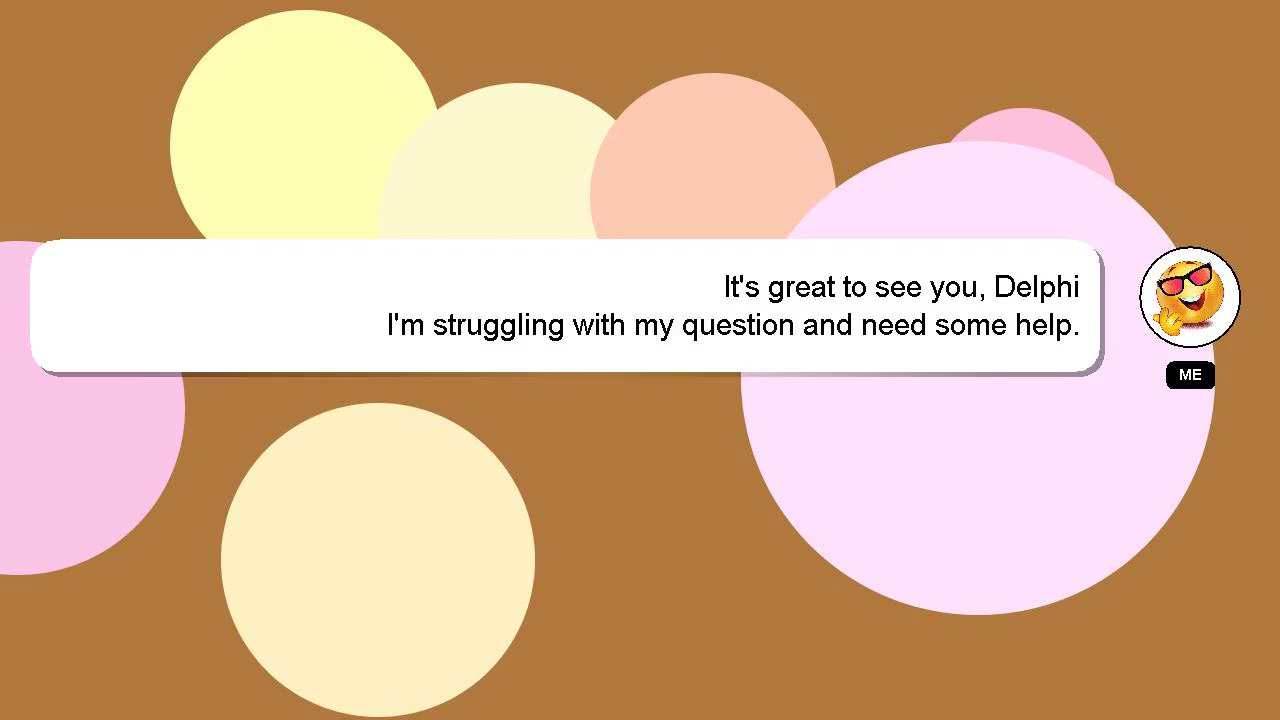 It's great to see you, Delphi
I'm struggling with my question and need some help.
ME